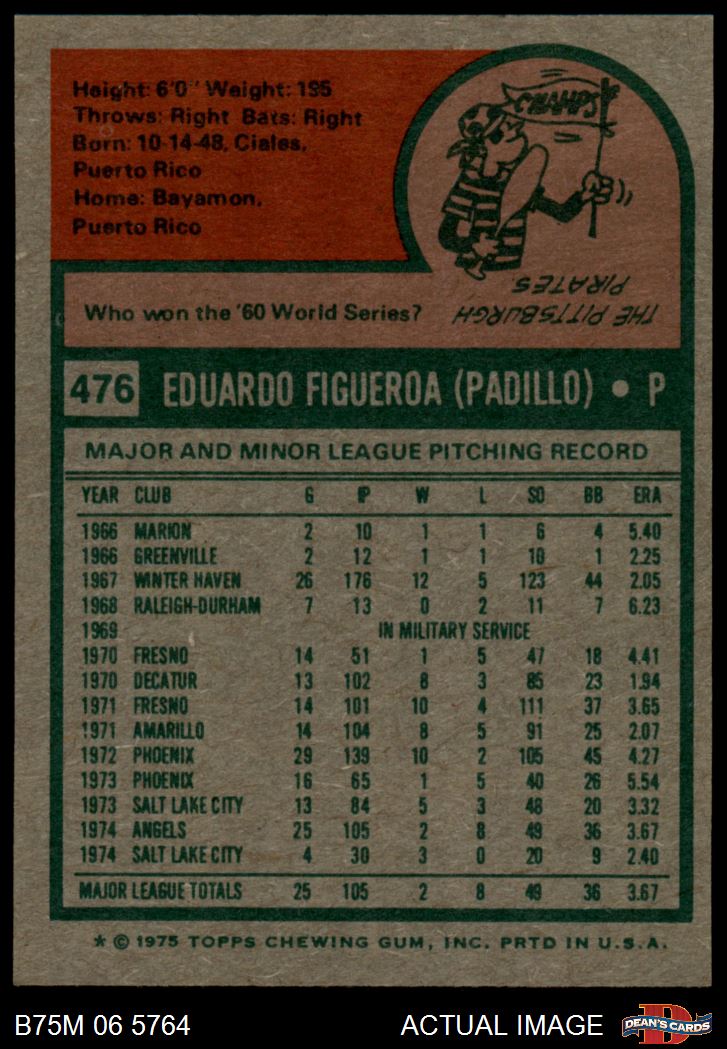 Height: 6'0" Weight: 195
Throws: Right Bats: Right
Born: 10-14-48, Ciales,
Puerto Rico
Home: Bayamon,
Puerto Rico
CHAMPS
THE PITTSBURGH
PIRATES
Who won the '60 World Series?
476 EDUARDO FIGUEROA (PADILLO) • P
MAJOR AND MINOR LEAGUE PITCHING RECORD
YEAR CLUB G IP W L SO BB ERA
1966 MARION 2 10 1 1 6 4 5.40
1966 GREENVILLE 2 12 1 1 10 1 2.25
1967 WINTER HAVEN 26 176 12 5 123 44 2.05
1968 RALEIGH-DURHAM 7 13 0 2 11 7 6.23
1969 IN MILITARY SERVICE
1970 FRESNO 14 51 1 5 47 18 4.41
1970 DECATUR 13 102 8 3 85 23 1.94
1971 FRESNO 14 101 10 4 111 37 3.65
1971 AMARILLO 14 104 8 5 91 25 2.07
1972 PHOENIX 29 139 10 2 105 45 4.27
1973 PHOENIX 16 65 1 5 40 26 5.54
1973 SALT LAKE CITY 13 84 5 3 48 20 3.32
1974 ANGELS 25 105 2 8 49 36 3.67
1974 SALT LAKE CITY 4 30 3 0 20 9 2.40
MAJOR LEAGUE TOTALS 25 105 2 8 49 36 3.67
* © 1975 TOPPS CHEWING GUM, INC. PRTD IN U.S.A.
B75M 06 5764 ACTUAL IMAGE
D
DEAN'S CARDS